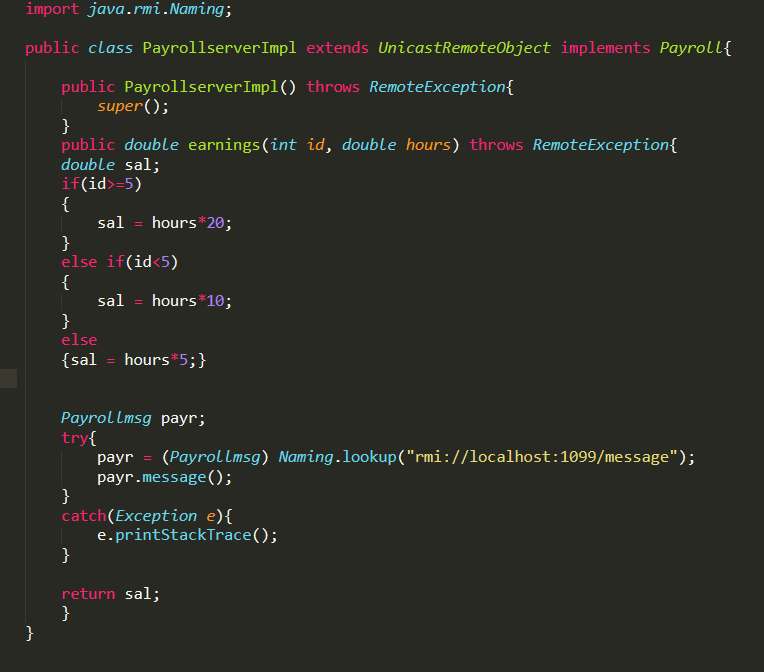 import java.rmi.Naming;
public class PayrollserverImpl extends UnicastRemoteObject implements Payroll{
public PayrollserverImpl() throws RemoteException{
super();
}
public double earnings(int id, double hours) throws RemoteException{
double sal;
if(id>=5)
{
sal = hours*20;
}
else if(id<5)
{
sal = hours*10;
}
else
{sal = hours*5;}
Payrollmsg payr;
try{
payr = (Payrollmsg) Naming.lookup("rmi://localhost:1099/message");
payr.message();
}
catch(Exception e){
e.printStackTrace();
}
return sal;
}
}